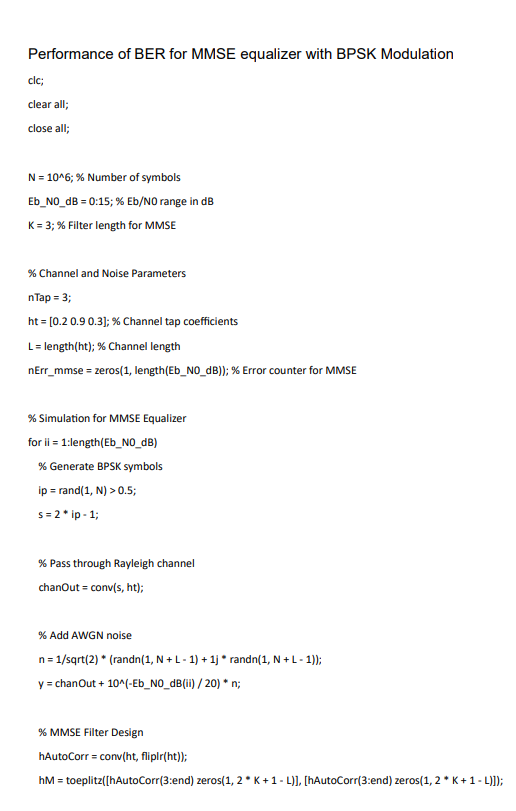 Performance of BER for MMSE equalizer with BPSK Modulation
clc;
clear all;
close all;
N = 10^6; % Number of symbols
Eb_N0_dB = 0:15; % Eb/N0 range in dB
K = 3; % Filter length for MMSE
% Channel and Noise Parameters
nTap = 3;
ht = [0.2 0.9 0.3]; % Channel tap coefficients
L = length(ht); % Channel length
nErr_mmse = zeros(1, length(Eb_N0_dB)); % Error counter for MMSE
% Simulation for MMSE Equalizer
for ii = 1:length(Eb_N0_dB)
% Generate BPSK symbols
ip = rand(1, N) > 0.5;
s = 2 * ip - 1;
% Pass through Rayleigh channel
chanOut = conv(s, ht);
% Add AWGN noise
n = 1/sqrt(2) * (randn(1, N + L - 1) + 1j * randn(1, N + L - 1));
y = chanOut + 10^(-Eb_N0_dB(ii) / 20) * n;
% MMSE Filter Design
hAutoCorr = conv(ht, fliplr(ht));
hM = toeplitz([hAutoCorr(3:end) zeros(1, 2 * K + 1 - L)], [hAutoCorr(3:end) zeros(1, 2 * K + 1 - L)]);